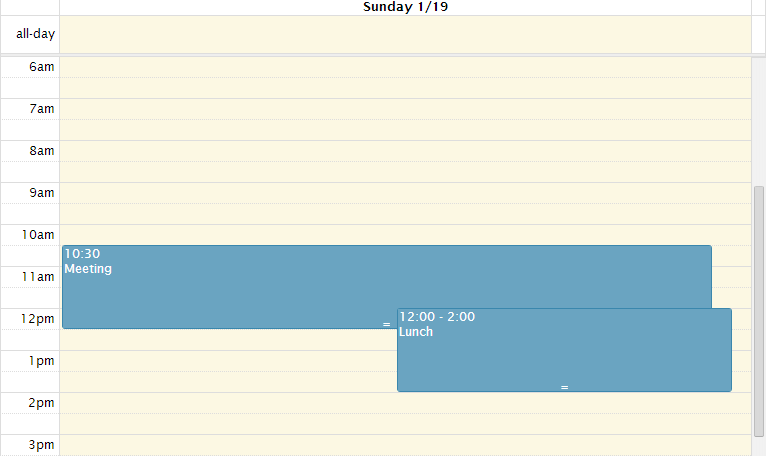 Sunday 1/19
all-day
6am
7am
8am
9am
10am
10:30
Meeting
11am
12pm
12:00 - 2:00
Lunch
1pm
2pm
3pm